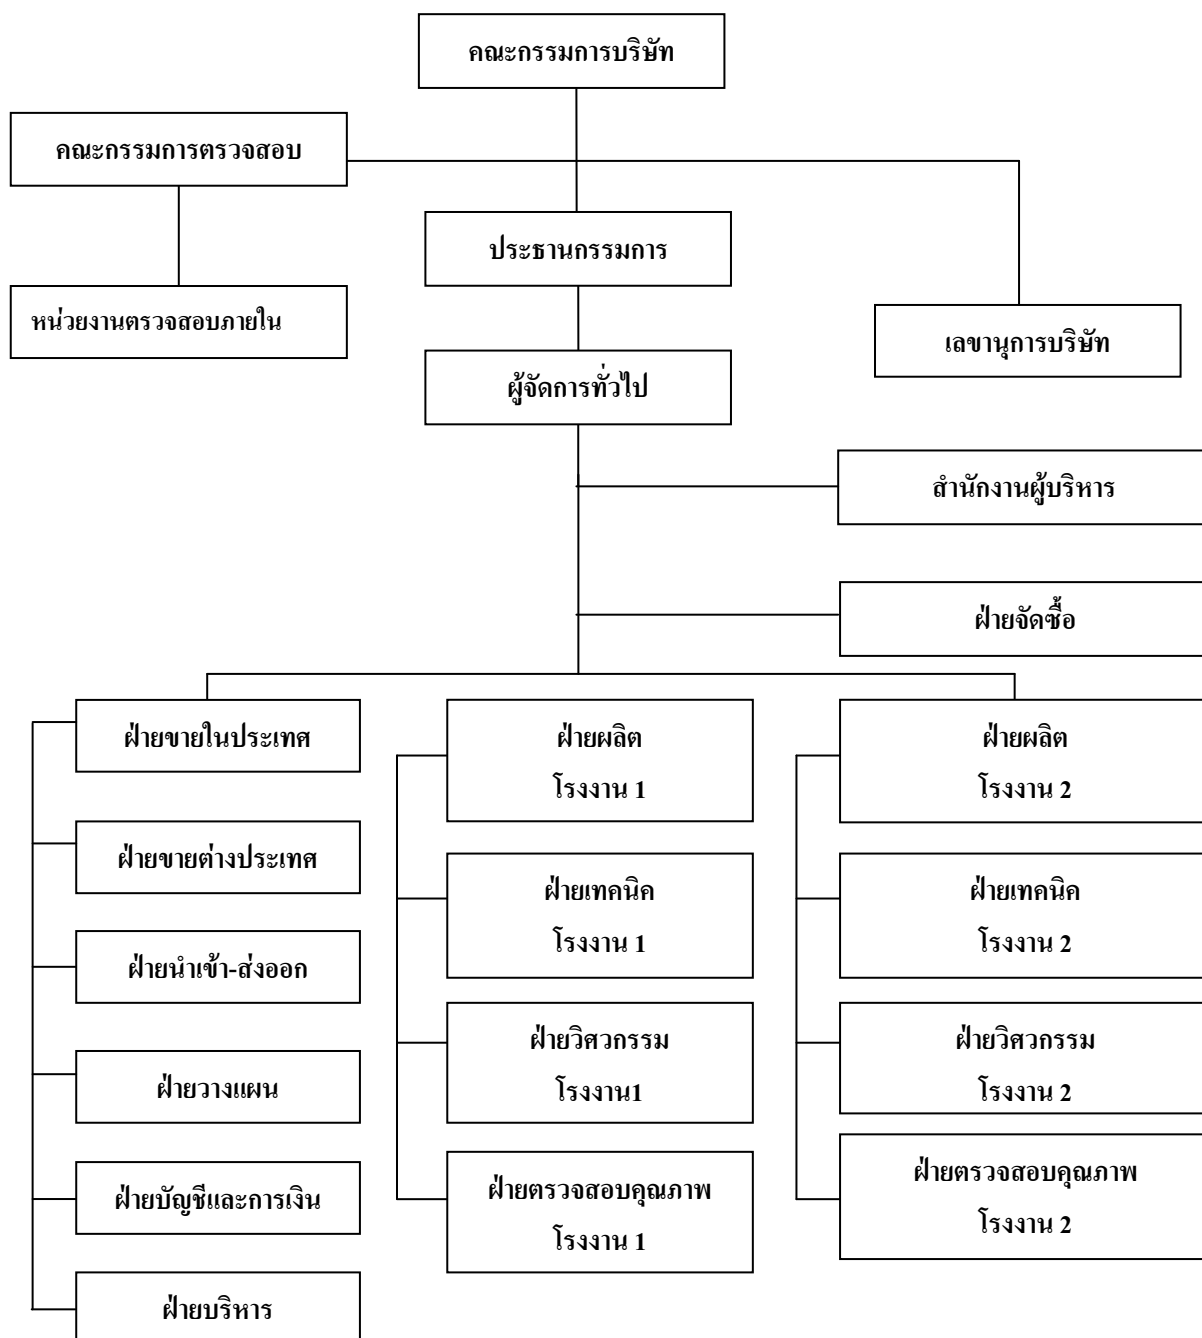 คณะกรรมการบริษัท
คณะกรรมการตรวจสอบ
ประธานกรรมการ
หน่วยงานตรวจสอบภายใน
เลขานุการบริษัท
ผู้จัดการทั่วไป
สำนักงานผู้บริหาร
ฝ่ายจัดซื้อ
ฝ่ายขายในประเทศ
ฝ่ายขายต่างประเทศ
ฝ่ายนำเข้า-ส่งออก
ฝ่ายวางแผน
ฝ่ายบัญชีและการเงิน
ฝ่ายบริหาร
ฝ่ายผลิต
โรงงาน 1
ฝ่ายเทคนิค
โรงงาน 1
ฝ่ายวิศวกรรม
โรงงาน1
ฝ่ายตรวจสอบคุณภาพ
โรงงาน 1
ฝ่ายผลิต
โรงงาน 2
ฝ่ายเทคนิค
โรงงาน 2
ฝ่ายวิศวกรรม
โรงงาน 2
ฝ่ายตรวจสอบคุณภาพ
โรงงาน 2